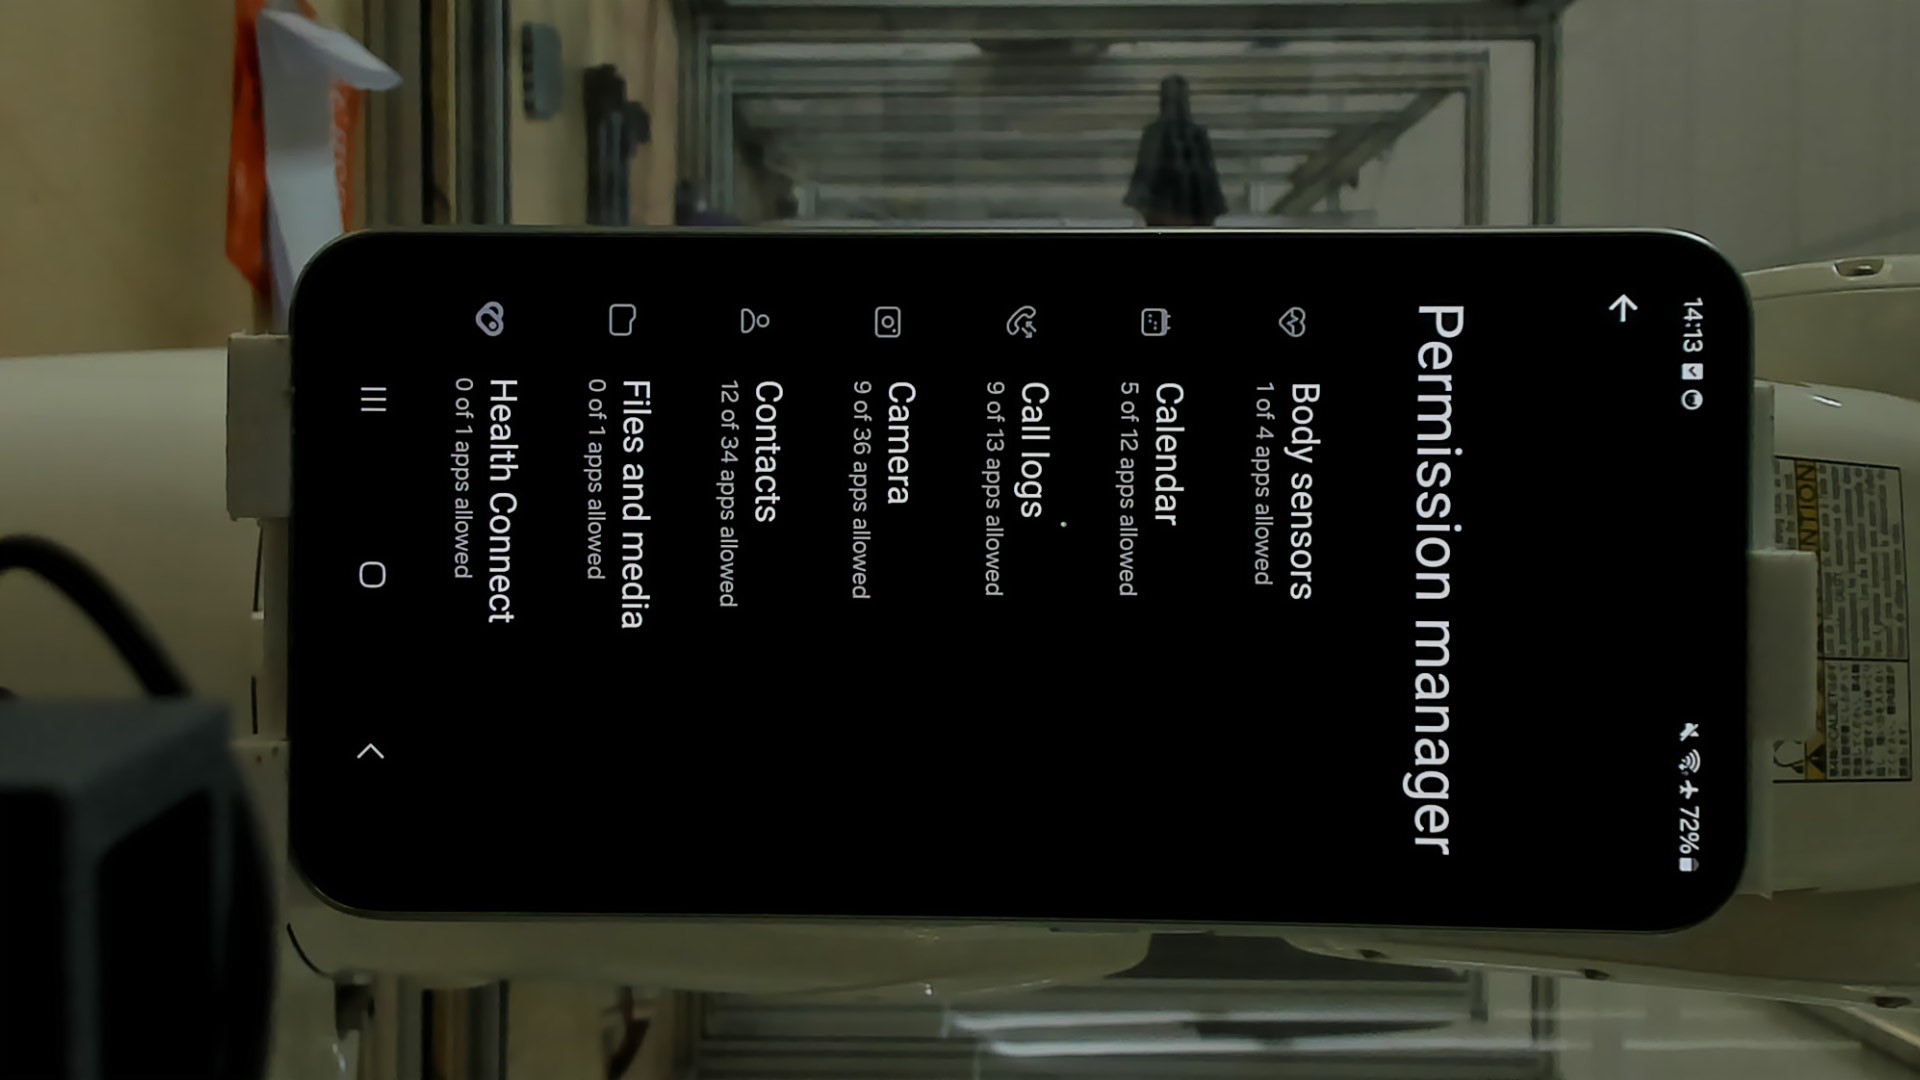 14:13
72%
Permission manager
Body sensors
1 of 4 apps allowed
Calendar
5 of 12 apps allowed
Call logs
9 of 13 apps allowed
Camera
9 of 36 apps allowed
Contacts
12 of 34 apps allowed
Files and media
0 of 1 apps allowed
Health Connect
0 of 1 apps allowed